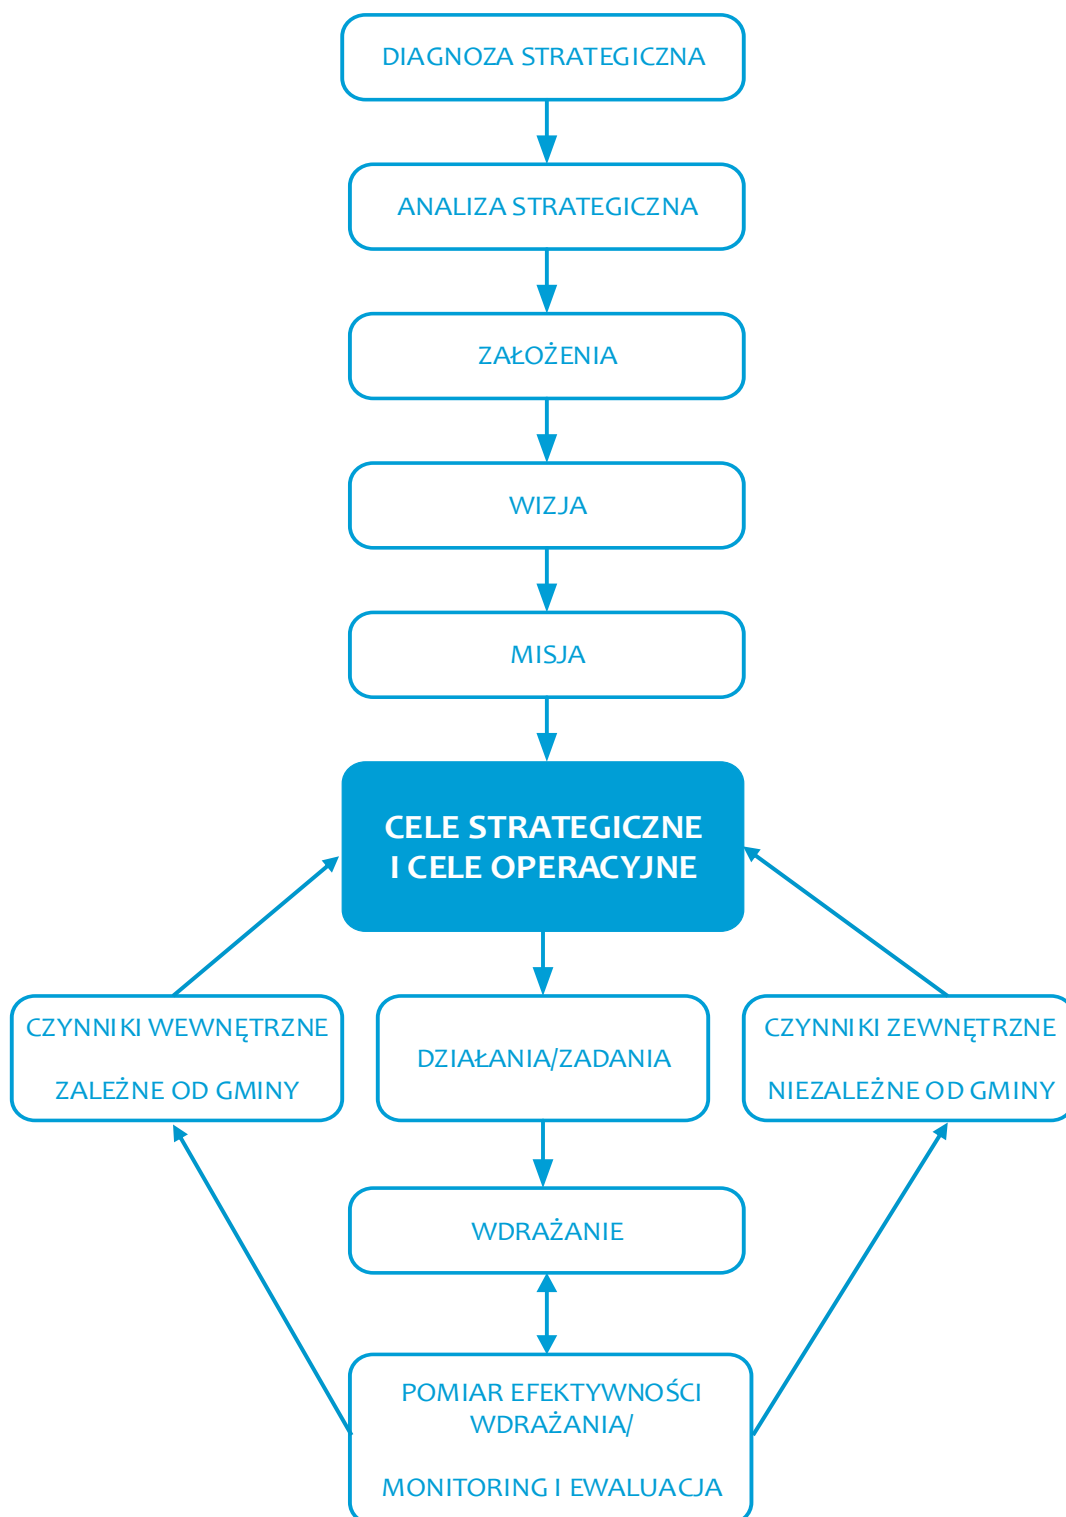 DIAGNOZA STRATEGICZNA
ANALIZA STRATEGICZNA
ZAŁOŻENIA
WIZJA
MISJA
CELE STRATEGICZNE
I CELE OPERACYJNE
CZYNNIKI WEWNĘTRZNE
ZALEŻNE OD GMINY
DZIAŁANIA/ZADANIA
CZYNNIKI ZEWNĘTRZNE
NIEZALEŻNE OD GMINY
WDRAŻANIE
POMIAR EFEKTYWNOŚCI
WDRAŻANIA/
MONITORING I EWALUACJA